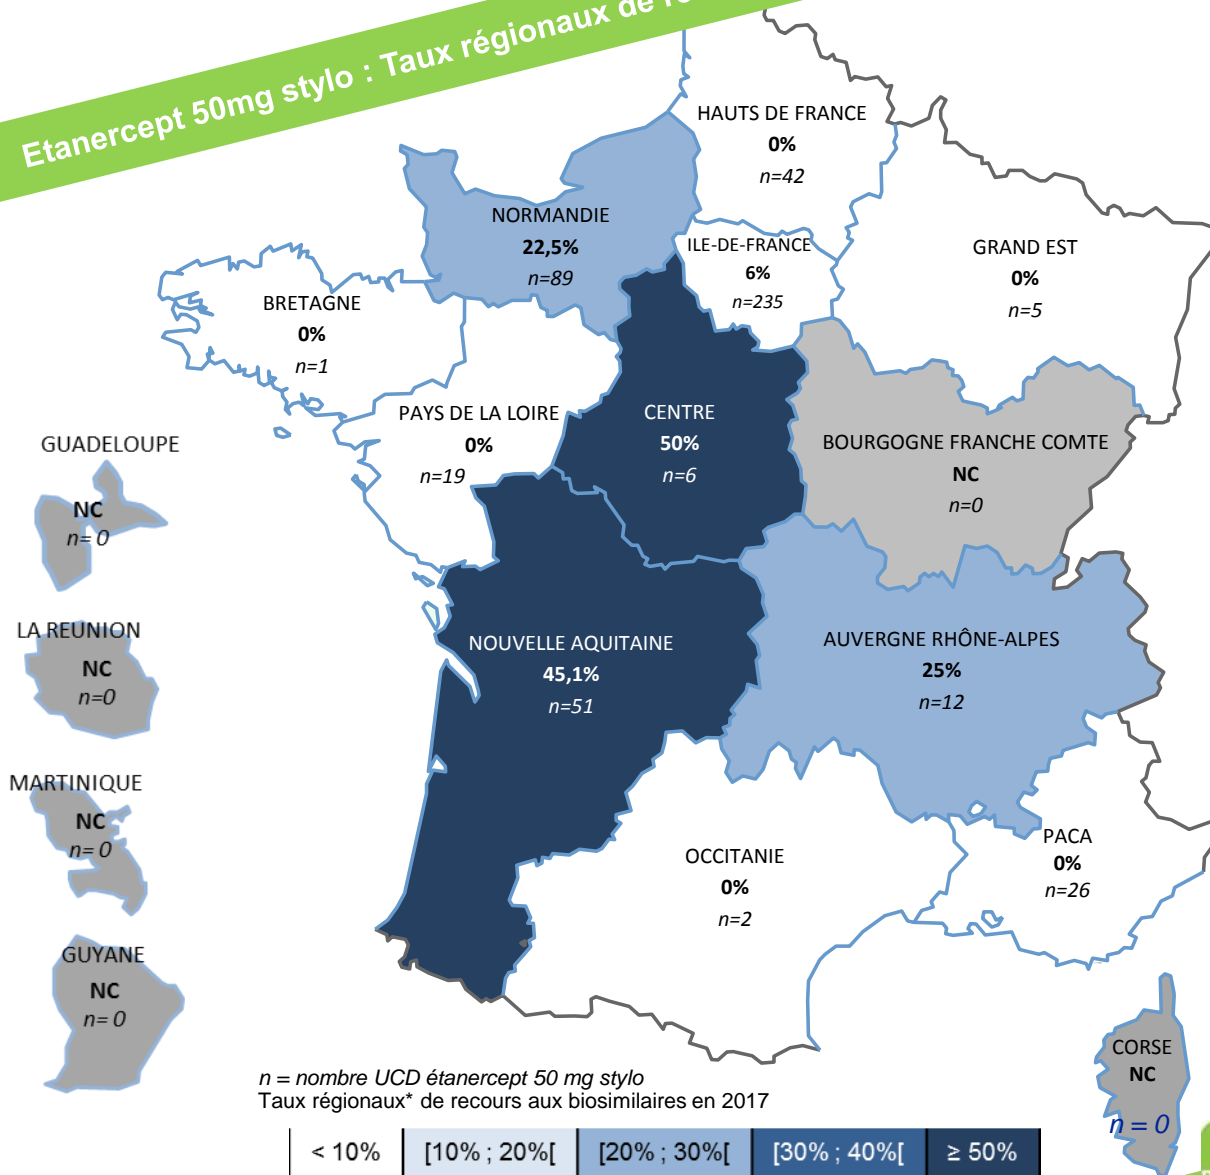 Etanercept 50mg stylo : Taux régionaux de
HAUTS DE FRANCE
0%
n=42
NORMANDIE
22,5%
n=89
ILE-DE-FRANCE
6%
n=235
GRAND EST
0%
n=5
BRETAGNE
0%
n=1
PAYS DE LA LOIRE
0%
n=19
CENTRE
50%
n=6
BOURGOGNE FRANCHE COMTE
NC
n=0
GUADELOUPE
NC
n= 0
LA REUNION
NC
n=0
NOUVELLE AQUITAINE
45,1%
n=51
AUVERGNE RHÔNE-ALPES
25%
n=12
MARTINIQUE
NC
n= 0
OCCITANIE
0%
n=2
PACA
0%
n=26
GUYANE
NC
n= 0
CORSE
NC
n = 0
n = nombre UCD étanercept 50 mg stylo
Taux régionaux* de recours aux biosimilaires en 2017
< 10% [10% ; 20%[ [20% ; 30%[ [30% ; 40%[ ≥ 50%